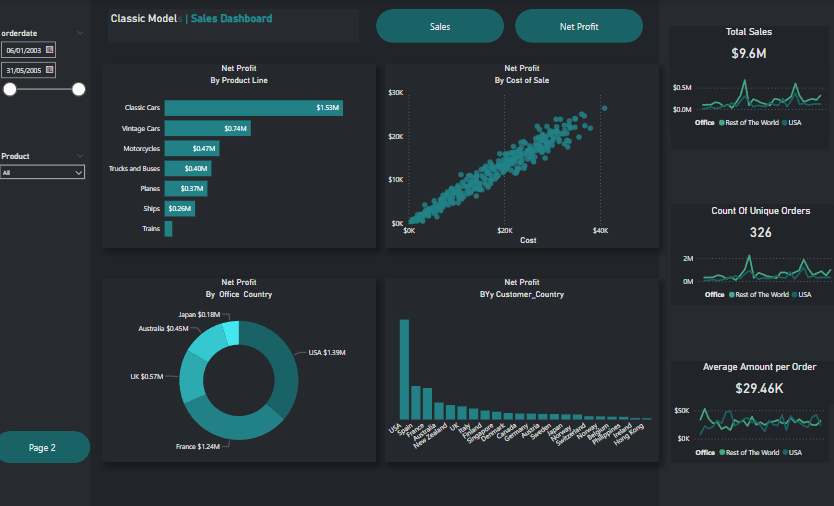 orderdate
06/01/2003
31/05/2005
Product
All
Page 2
Classic Models | Sales Dashboard
Sales
Net Profit
Net Profit
By Product Line
Classic Cars $1.53M
Vintage Cars $0.74M
Motorcycles $0.47M
Trucks and Buses $0.40M
Planes $0.37M
Ships $0.26M
Trains
Net Profit
By Cost of Sale
$30K
$20K
$10K
$0K
$0K $20K $40K
Cost
Net Profit
By Office Country
Japan $0.18M
Australia $0.45M
USA $1.39M
UK $0.57M
France $1.24M
Net Profit
BYy Customer_Country
USA
Spain
France
Australia
New Zealand
UK
Italy
Finland
Singapore
Denmark
Canada
Germany
Austria
Sweden
Japan
Norway
Switzerland
Norway
Belgium
Philippines
Ireland
Hong Kong
Total Sales
$9.6M
$0.5M
$0.0M
Office Rest of The World USA
Count Of Unique Orders
326
2M
0M
Office Rest of The World USA
Average Amount per Order
$29.46K
$50K
$0K
Office Rest of The World USA